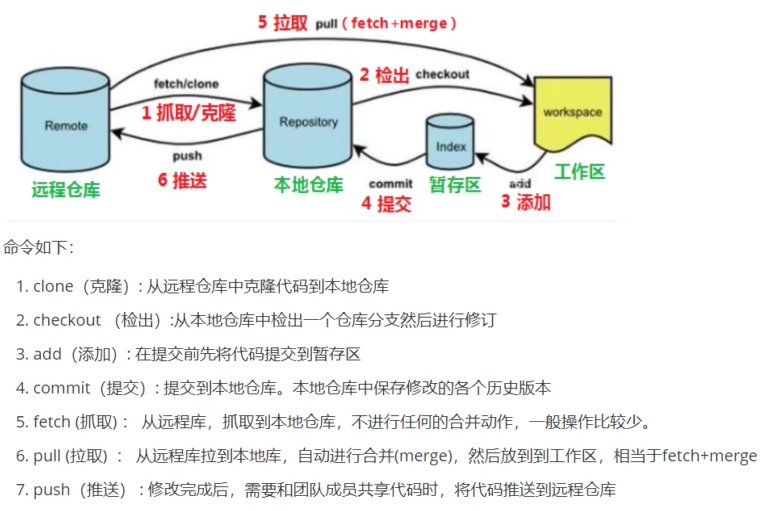 5 拉取 pull（fetch+merge）
fetch/clone
2 检出 checkout
1 抓取/克隆
Remote
Repository
workspace
Index
push
6 推送
commit
4 提交
add
3 添加
远程仓库
本地仓库
暂存区
工作区
命令如下：
1. clone（克隆）: 从远程仓库中克隆代码到本地仓库
2. checkout （检出）:从本地仓库中检出一个仓库分支然后进行修订
3. add（添加）: 在提交前先将代码提交到暂存区
4. commit（提交）: 提交到本地仓库。本地仓库中保存修改的各个历史版本
5. fetch (抓取) ： 从远程库，抓取到本地仓库，不进行任何的合并动作，一般操作比较少。
6. pull (拉取) ： 从远程库拉到本地库，自动进行合并(merge)，然后放到到工作区，相当于fetch+merge
7. push（推送） : 修改完成后，需要和团队成员共享代码时，将代码推送到远程仓库